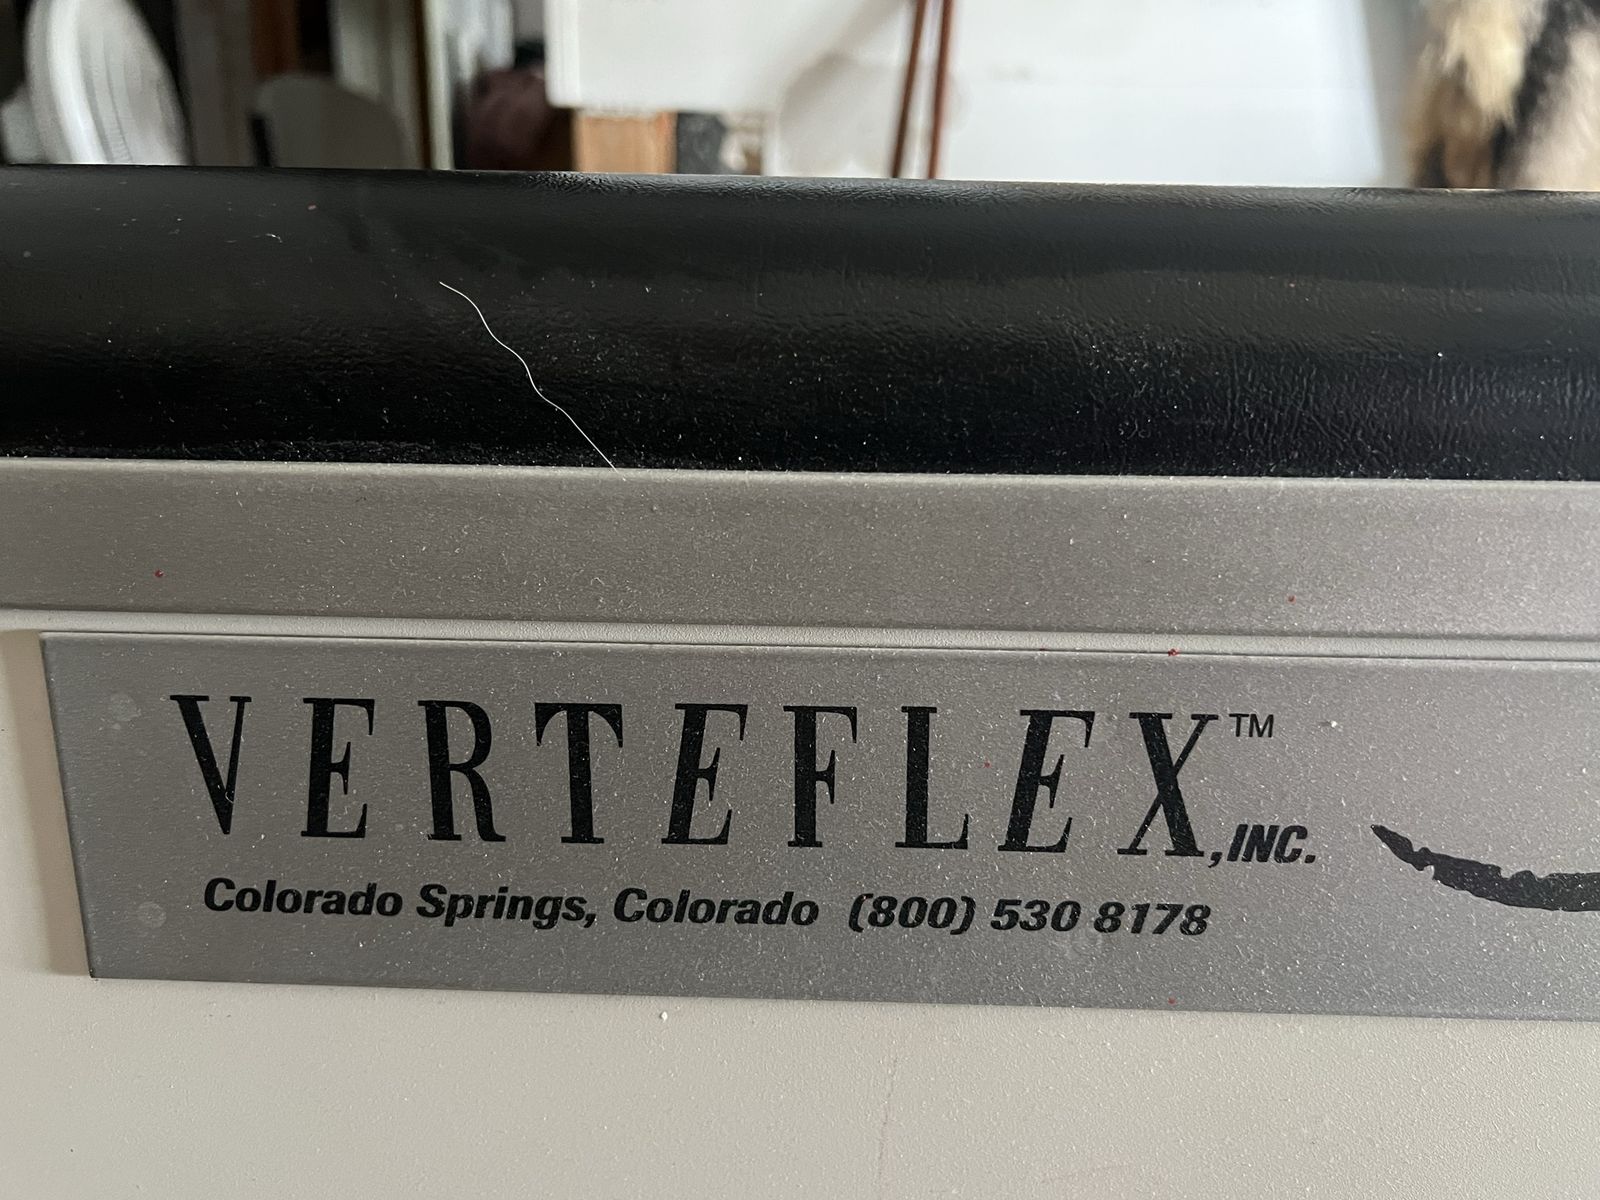 VERTEFLEX™, INC.
Colorado Springs, Colorado (800) 530 8178